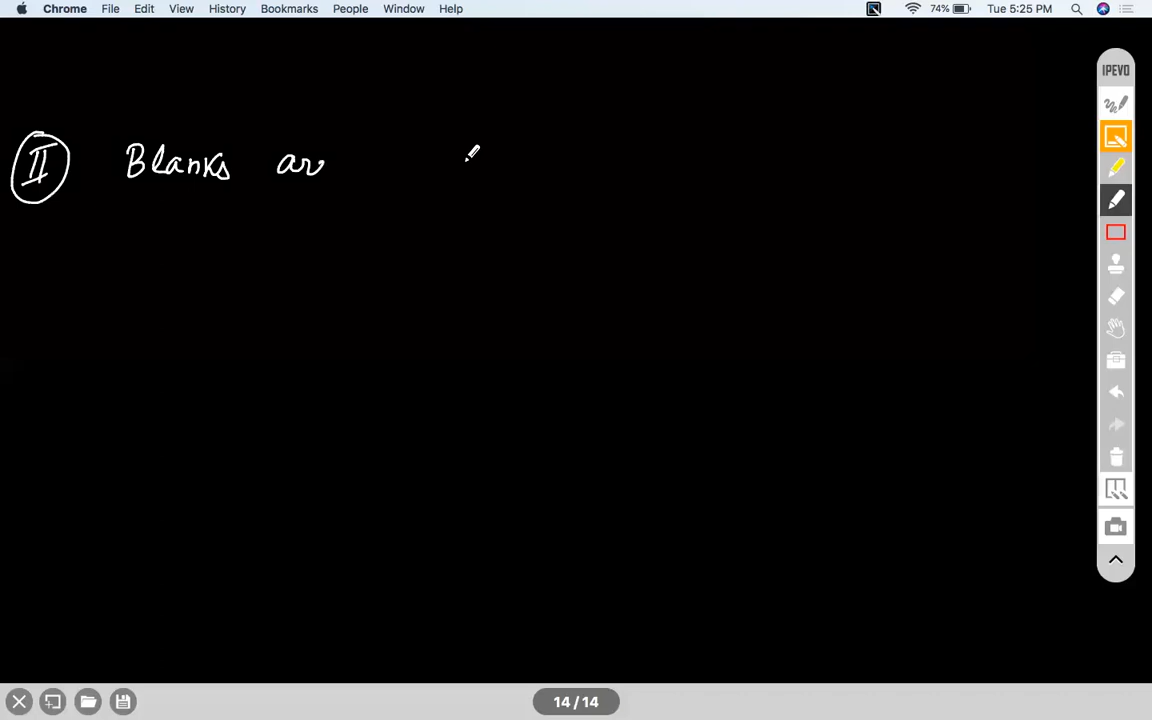 Chrome File Edit View History Bookmarks People Window Help 74% Tue 5:25 PM
IPEVO
II Blanks ar
14 / 14